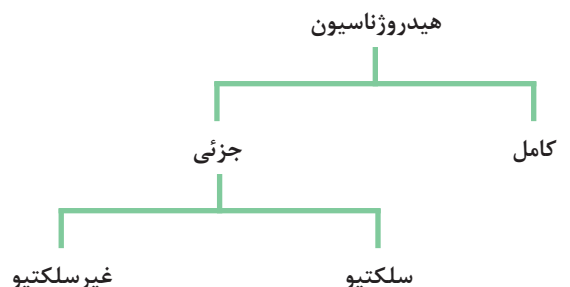 هیدروژناسیون
کامل
جزئی
سلکتیو
غیرسلکتیو